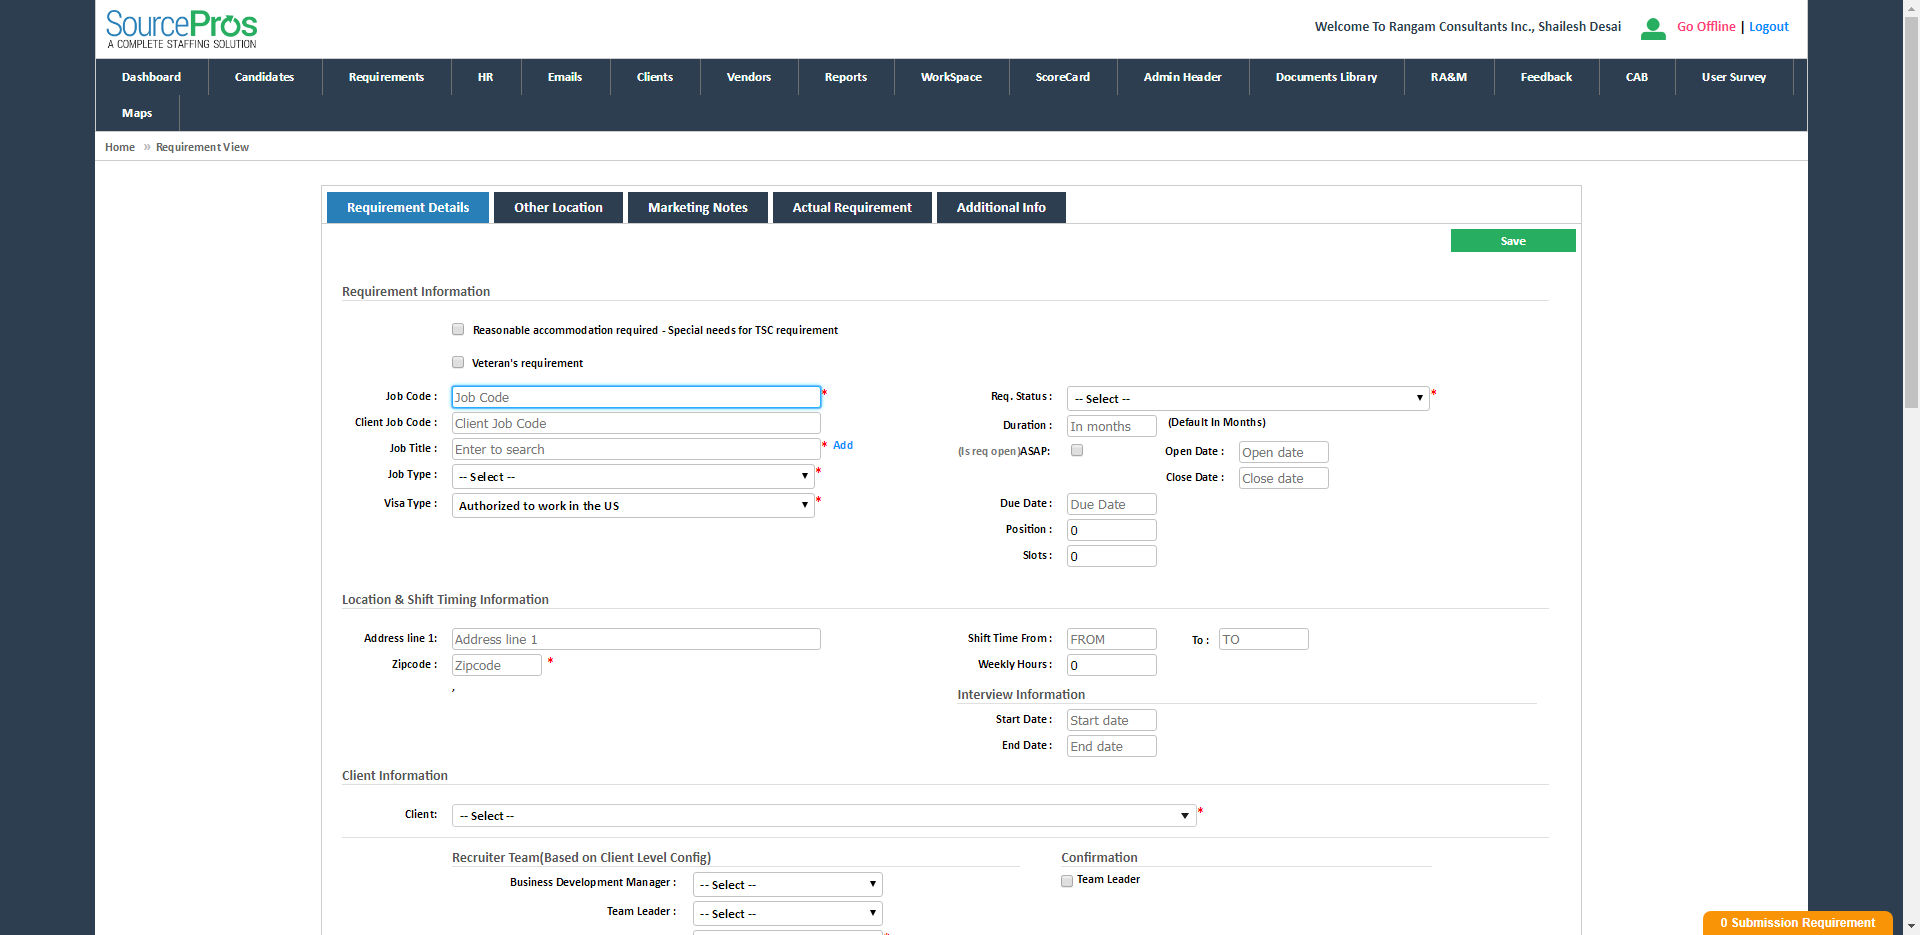 SourcePros
A COMPLETE STAFFING SOLUTION
Welcome To Rangam Consultants Inc., Shailesh Desai
Go Offline | Logout
Dashboard Candidates Requirements HR Emails Clients Vendors Reports WorkSpace ScoreCard Admin Header Documents Library RA&M Feedback CAB User Survey
Maps
Home » Requirement View
Requirement Details Other Location Marketing Notes Actual Requirement Additional Info
Save
Requirement Information
Reasonable accommodation required - Special needs for TSC requirement
Veteran's requirement
Job Code : Job Code *
Client Job Code : Client Job Code
Job Title : Enter to search * Add
Job Type : -- Select -- *
Visa Type : Authorized to work in the US *
Req. Status : -- Select -- *
Duration : In months (Default In Months)
(Is req open)ASAP: Open Date : Open date
Close Date : Close date
Due Date : Due Date
Position : 0
Slots : 0
Location & Shift Timing Information
Address line 1: Address line 1
Zipcode : Zipcode *
,
Shift Time From : FROM To : TO
Weekly Hours : 0
Interview Information
Start Date : Start date
End Date : End date
Client Information
Client: -- Select -- *
Recruiter Team(Based on Client Level Config)
Business Development Manager : -- Select --
Team Leader : -- Select --
*
Confirmation
Team Leader
0 Submission Requirement